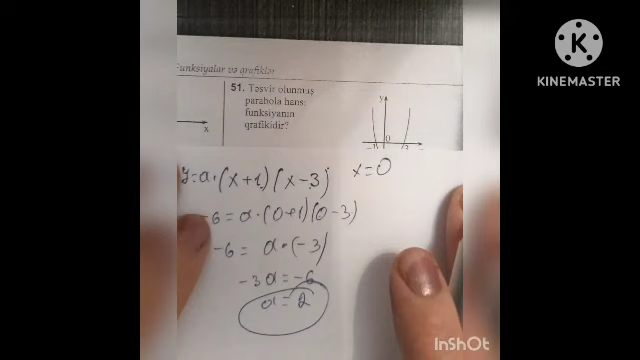 Funksiyalar və qrafiklər
51. Təsvir olunmuş
parabola hansı
funksiyanın
qrafikidir?
x
y
0
-1
3
y=a·(x+1)(x-3) x=0
-6=a·(0+1)(0-3)
-6= a·(-3)
-3a=-6
a=2
K
KINEMASTER
InShOt